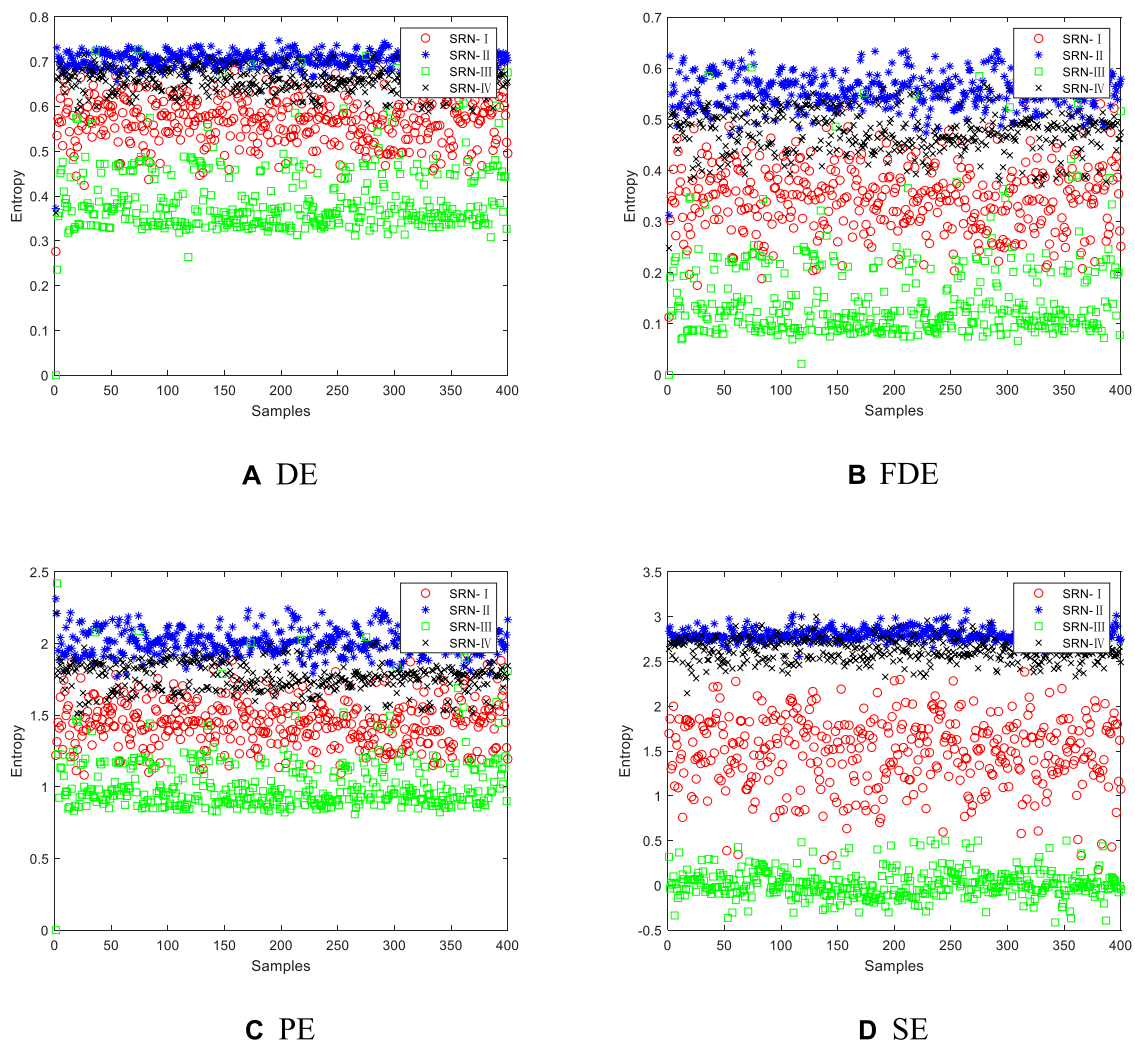 0.8
0.7
0.6
0.5
0.4
0.3
0.2
0.1
0
Entropy
0 50 100 150 200 250 300 350 400
Samples
SRN- I
SRN- II
SRN-III
SRN-IV
A DE
0.7
0.6
0.5
0.4
0.3
0.2
0.1
0
Entropy
0 50 100 150 200 250 300 350 400
Samples
SRN- I
SRN- II
SRN-III
SRN-IV
B FDE
2.5
2
1.5
1
0.5
0
Entropy
0 50 100 150 200 250 300 350 400
Samples
SRN- I
SRN- II
SRN-III
SRN-IV
C PE
3.5
3
2.5
2
1.5
1
0.5
0
-0.5
Entropy
0 50 100 150 200 250 300 350 400
Samples
SRN- I
SRN- II
SRN-III
SRN-IV
D SE